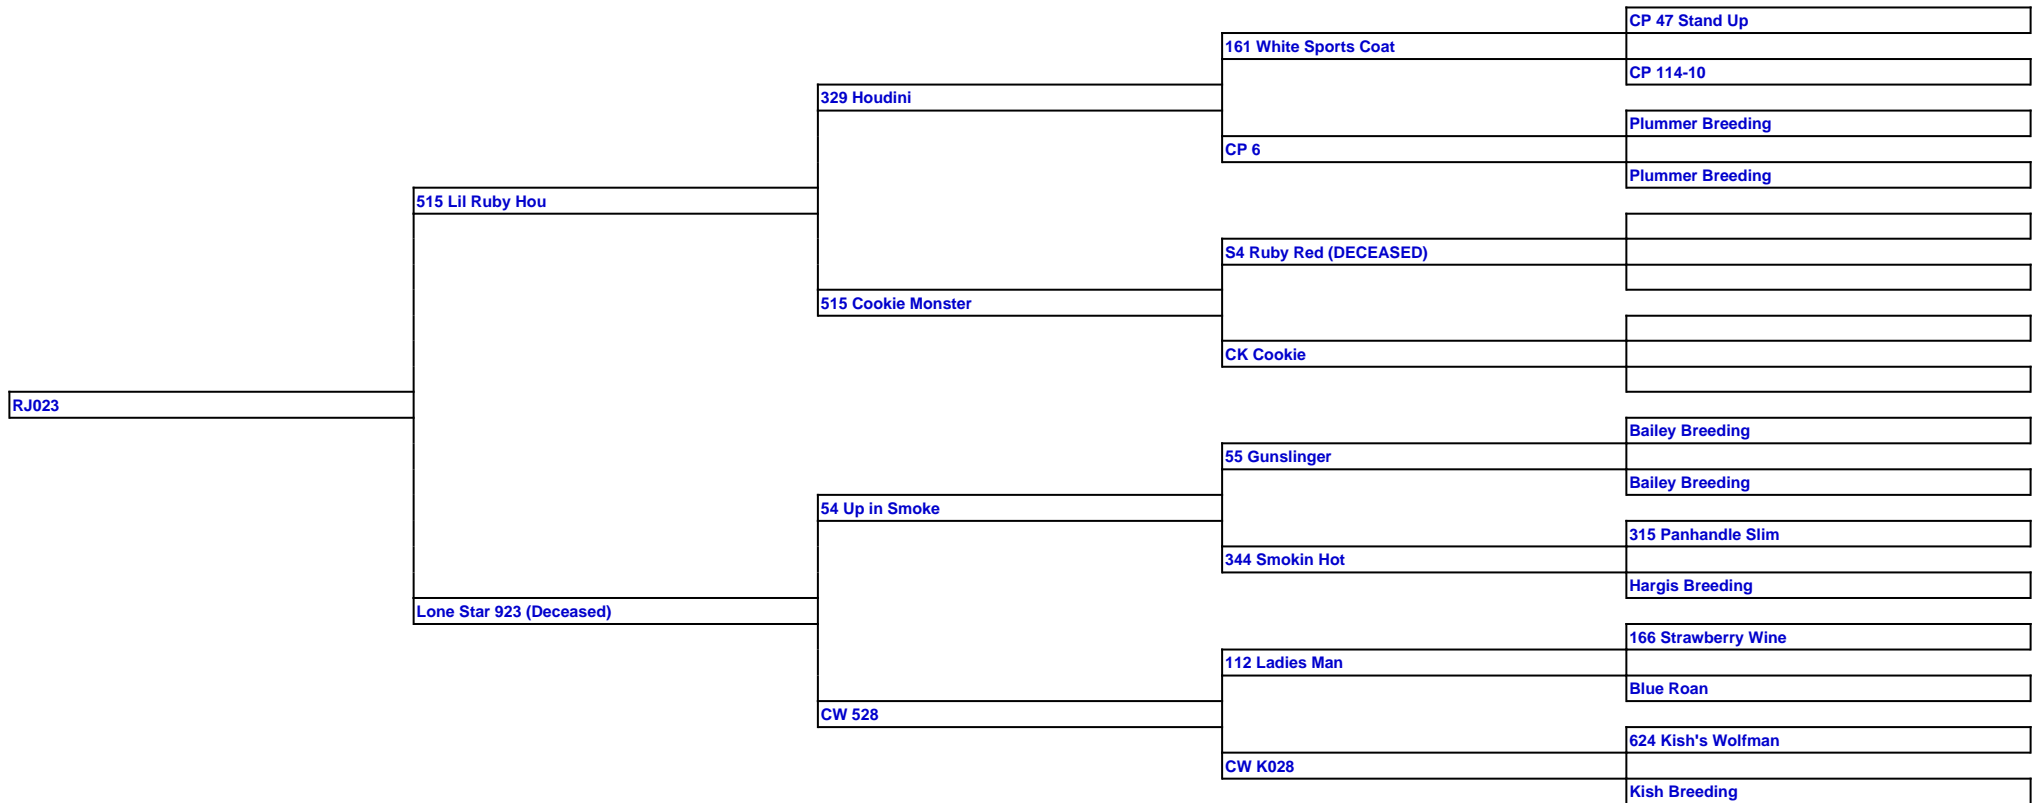 CP 47 Stand Up
161 White Sports Coat
CP 114-10
329 Houdini
Plummer Breeding
CP 6
Plummer Breeding
515 Lil Ruby Hou
S4 Ruby Red (DECEASED)
515 Cookie Monster
CK Cookie
RJ023
Bailey Breeding
55 Gunslinger
Bailey Breeding
54 Up in Smoke
315 Panhandle Slim
344 Smokin Hot
Hargis Breeding
Lone Star 923 (Deceased)
166 Strawberry Wine
112 Ladies Man
Blue Roan
CW 528
624 Kish's Wolfman
CW K028
Kish Breeding